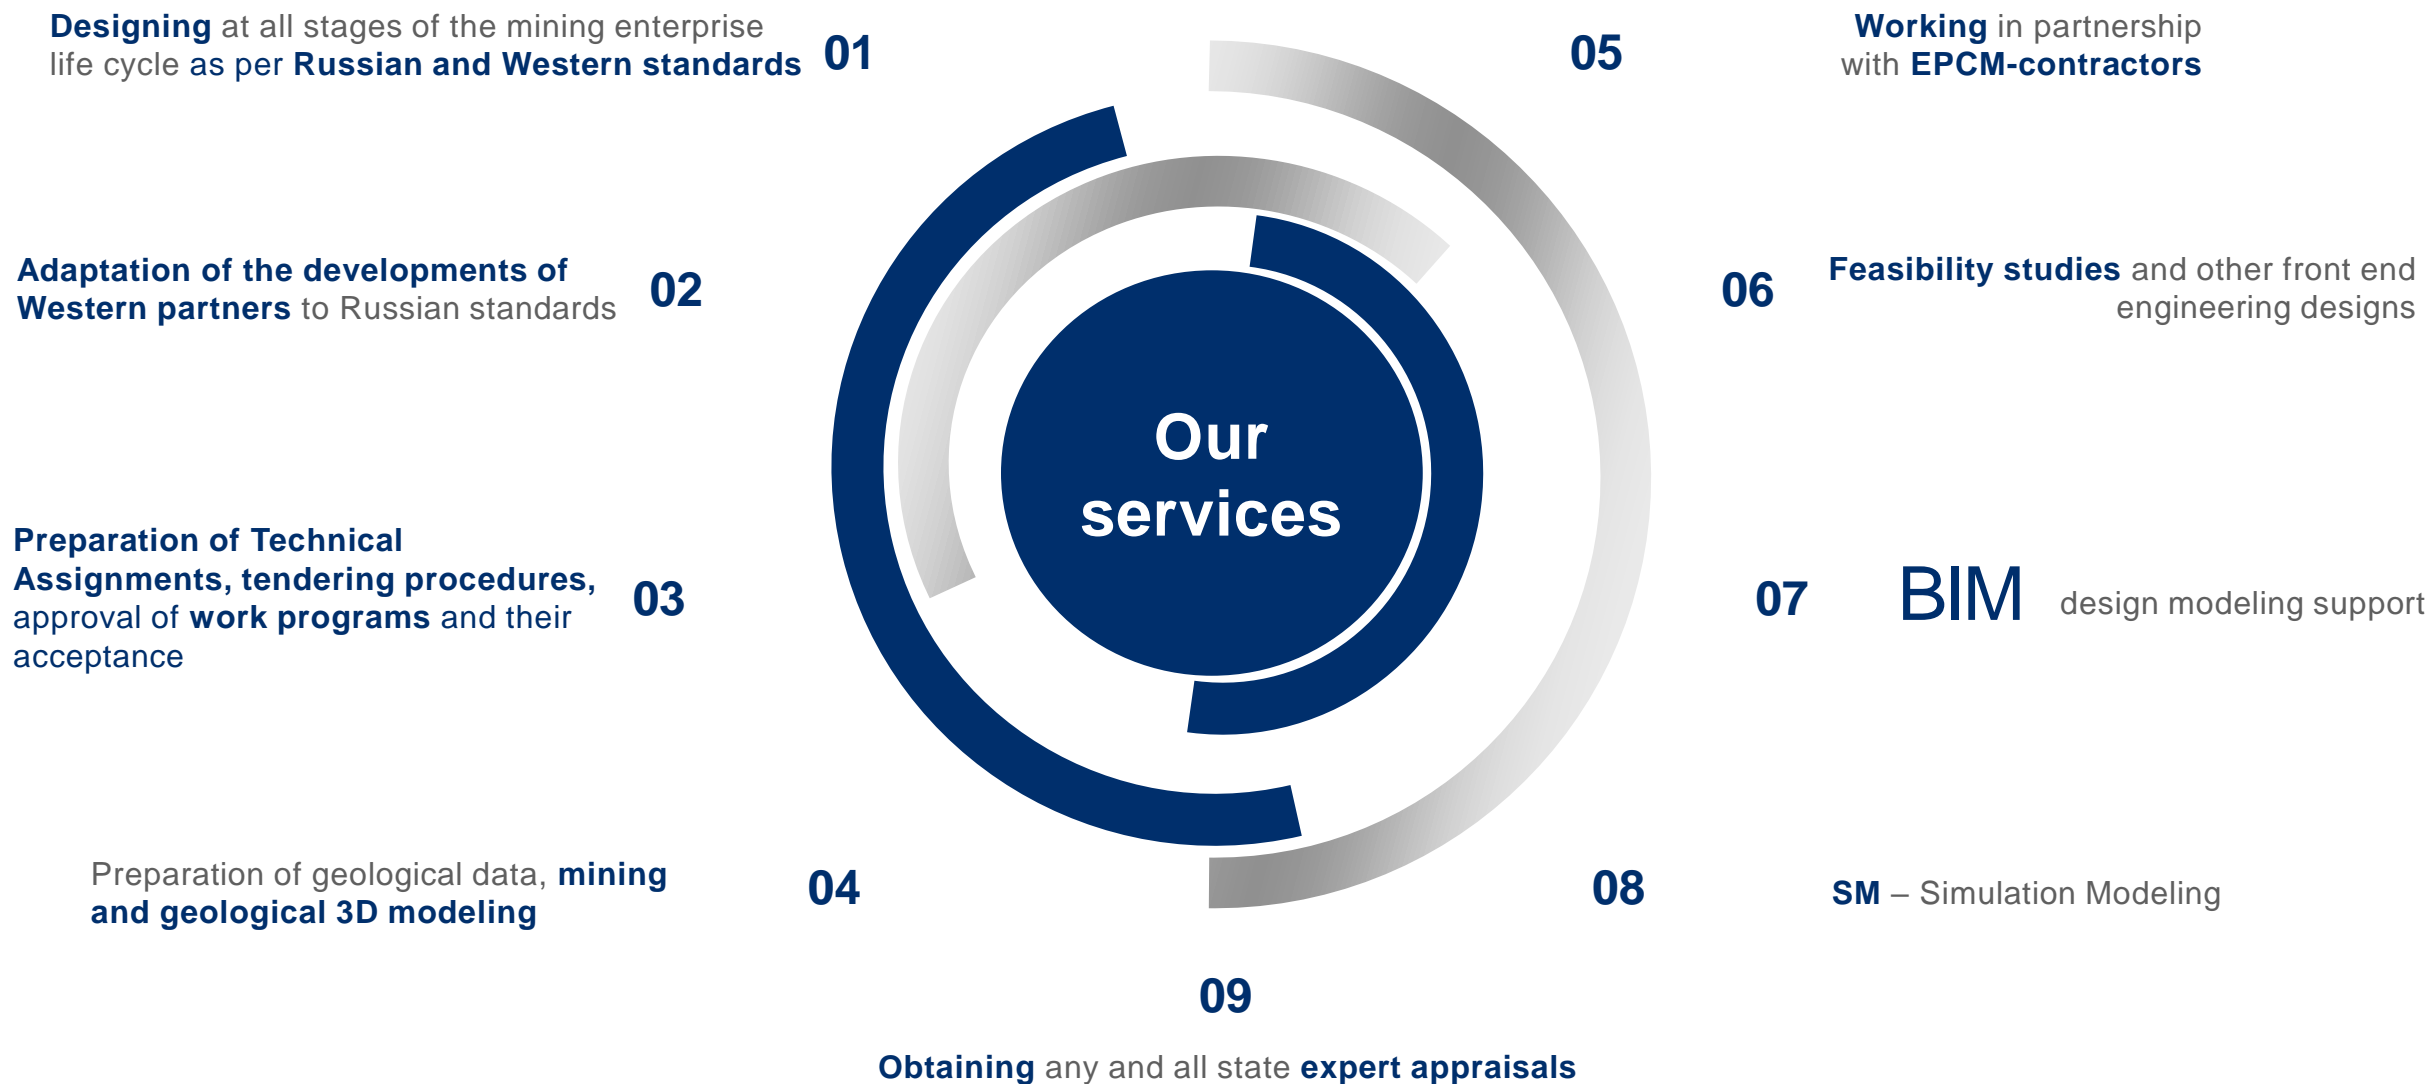 Designing at all stages of the mining enterprise
life cycle as per Russian and Western standards
01
Adaptation of the developments of
Western partners to Russian standards
02
Preparation of Technical
Assignments, tendering procedures,
approval of work programs and their
acceptance
03
Preparation of geological data, mining
and geological 3D modeling
04
Our
services
05
Working in partnership
with EPCM-contractors
06
Feasibility studies and other front end
engineering designs
07
BIM design modeling support
08
SM – Simulation Modeling
09
Obtaining any and all state expert appraisals